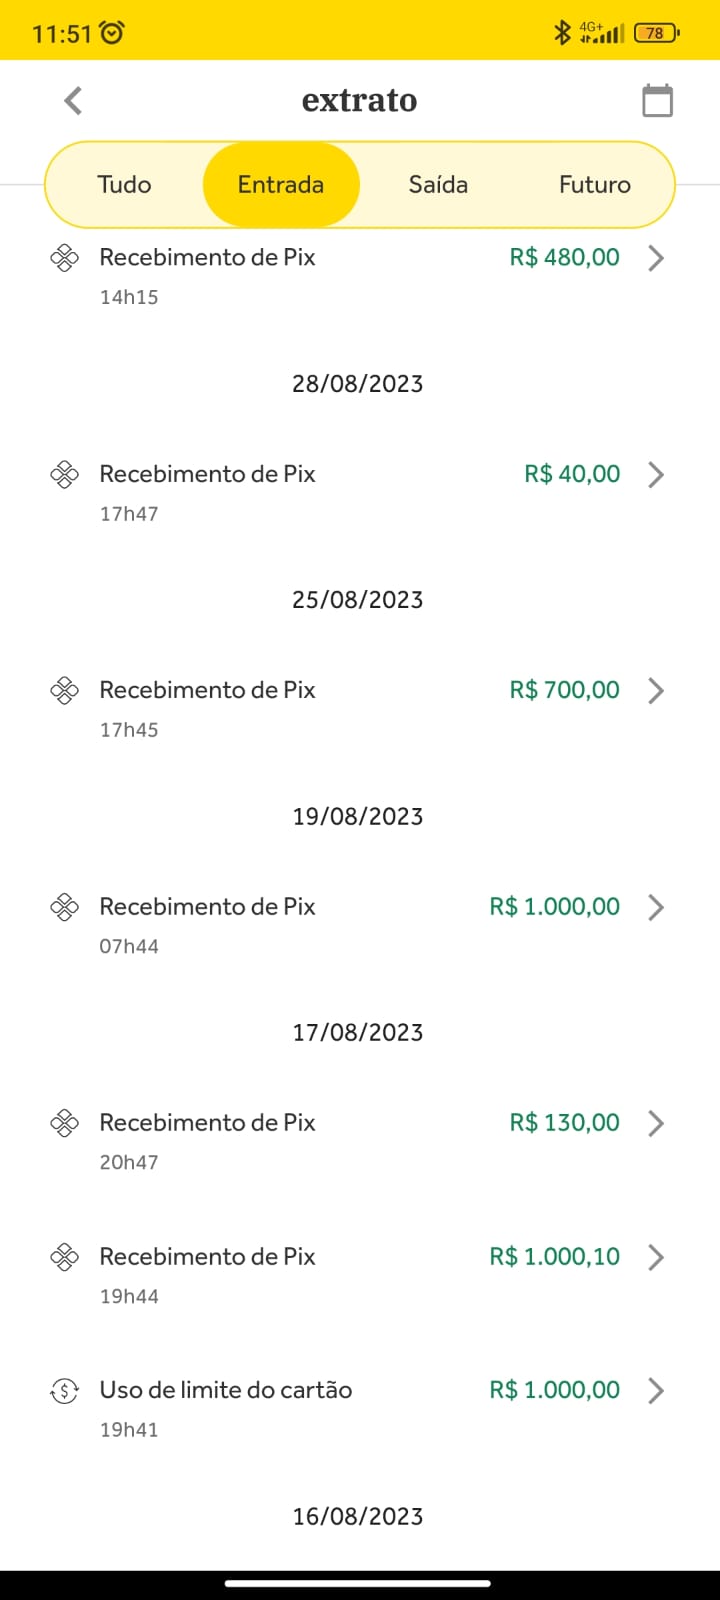 11:51
4G+
78
extrato
Tudo
Entrada
Saída
Futuro
Recebimento de Pix
R$ 480,00
14h15
28/08/2023
Recebimento de Pix
R$ 40,00
17h47
25/08/2023
Recebimento de Pix
R$ 700,00
17h45
19/08/2023
Recebimento de Pix
R$ 1.000,00
07h44
17/08/2023
Recebimento de Pix
R$ 130,00
20h47
Recebimento de Pix
R$ 1.000,10
19h44
Uso de limite do cartão
R$ 1.000,00
19h41
16/08/2023